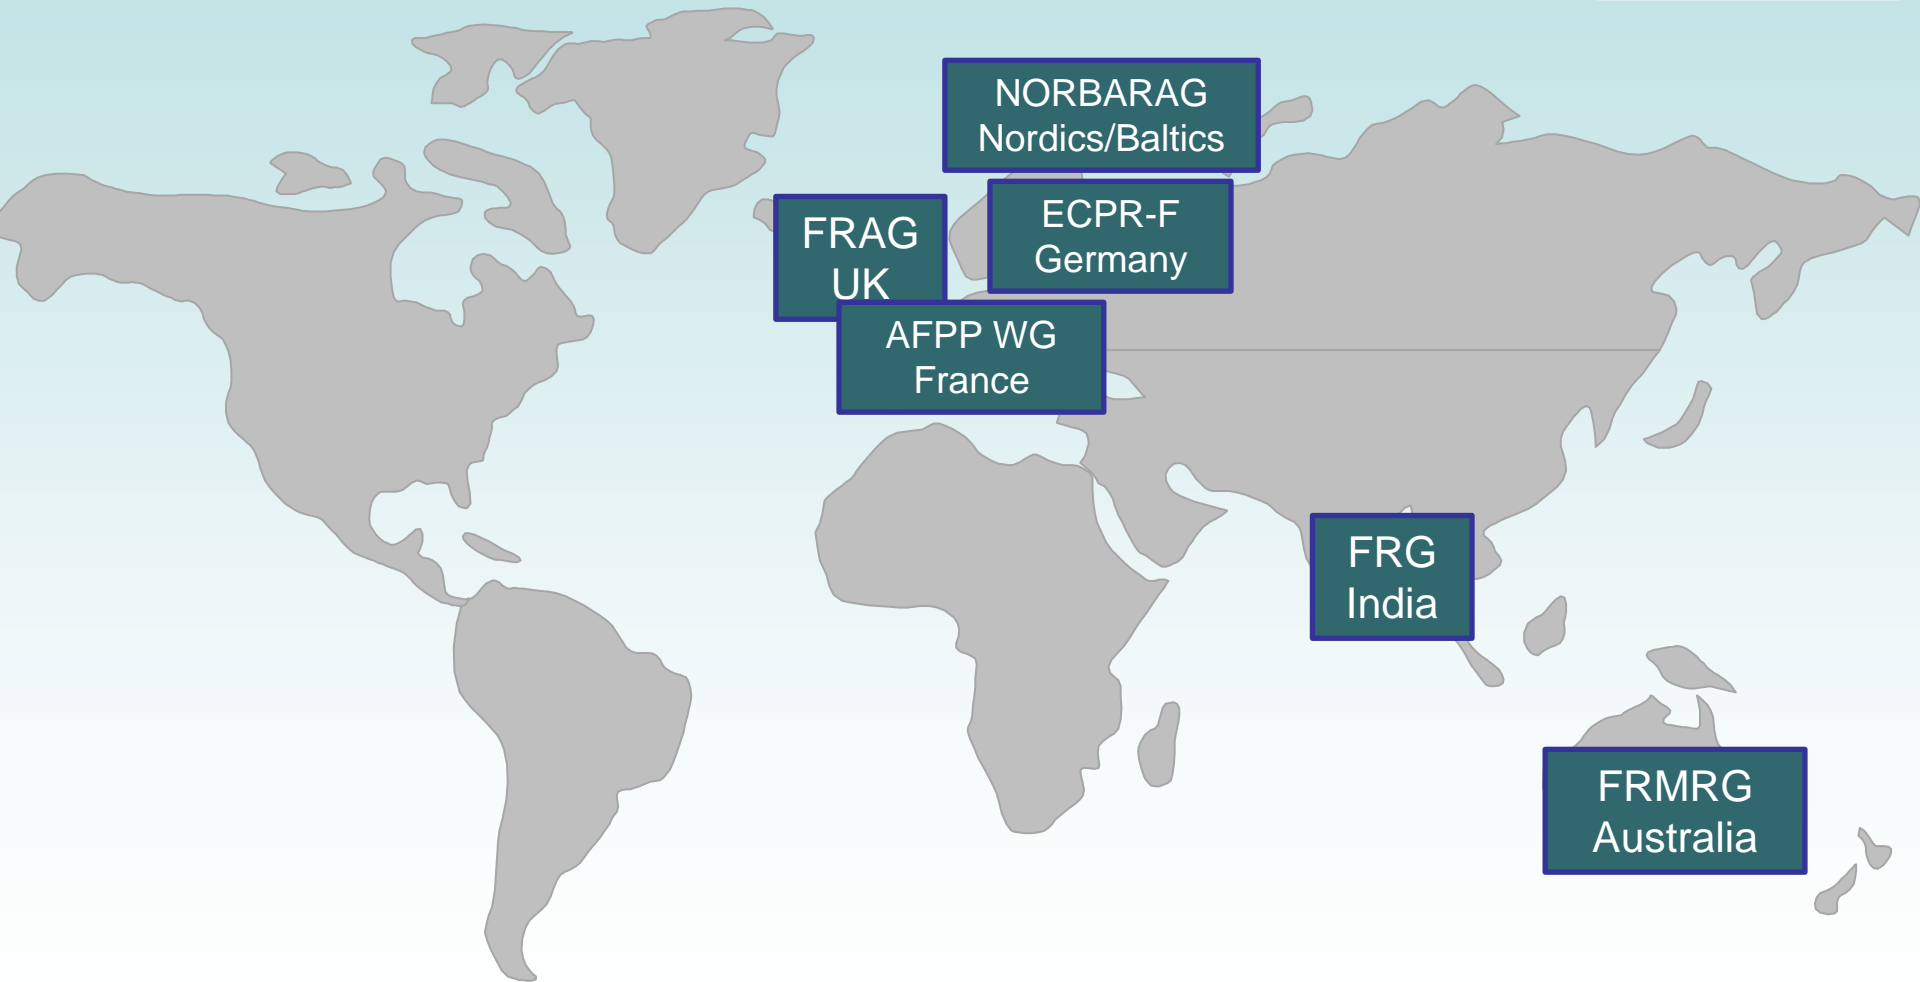 NORBARAG
Nordics/Baltics
ECPR-F
Germany
FRAG
UK
AFPP WG
France
FRG
India
FRMRG
Australia